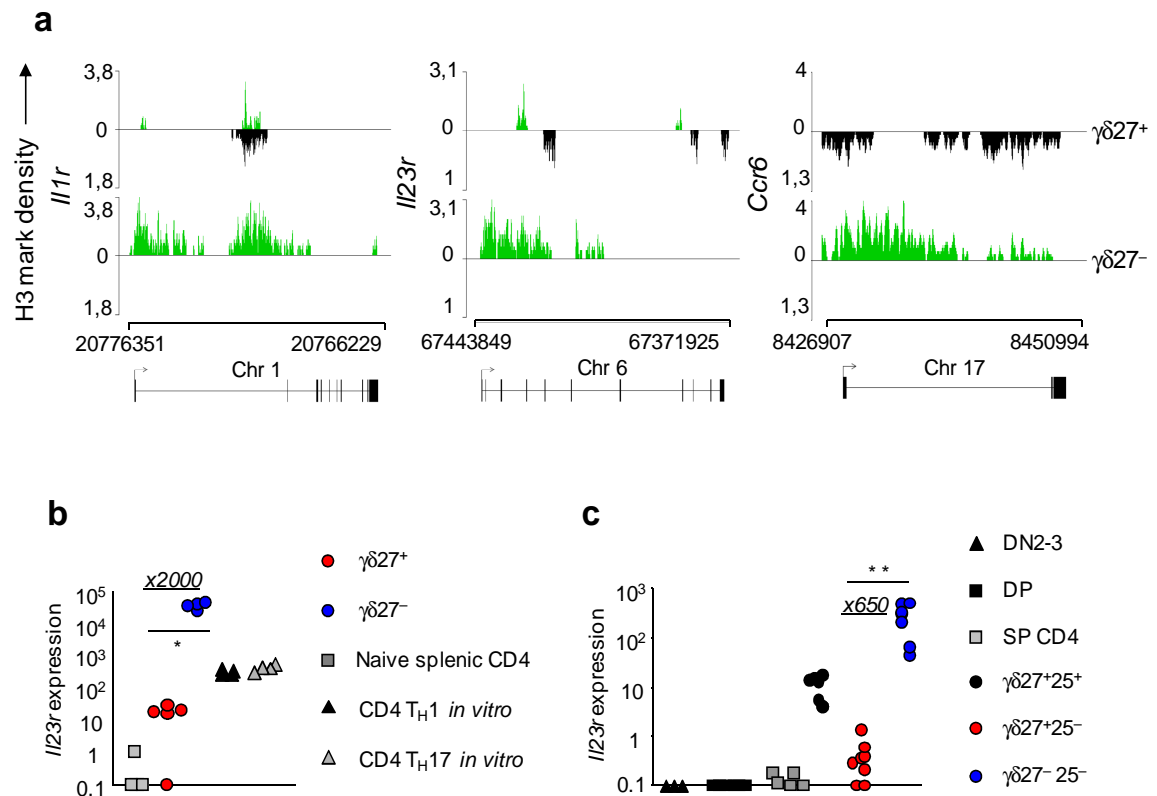 a
H3 mark density
Il1r
3,8
0
1,8
3,8
0
1,8
20776351 20766229
Chr 1
Il23r
3,1
0
1
3,1
0
1
67443849 67371925
Chr 6
Ccr6
4
0
1,3
4
0
1,3
8426907 8450994
Chr 17
γδ27⁺
γδ27⁻
b
Il23r expression
10⁵
10⁴
10³
10²
10
1
0.1
x2000
*
γδ27⁺
γδ27⁻
Naive splenic CD4
CD4 T_H1 in vitro
CD4 T_H17 in vitro
c
Il23r expression
10³
10²
10
1
0.1
* *
x650
DN2-3
DP
SP CD4
γδ27⁺25⁺
γδ27⁺25⁻
γδ27⁻ 25⁻